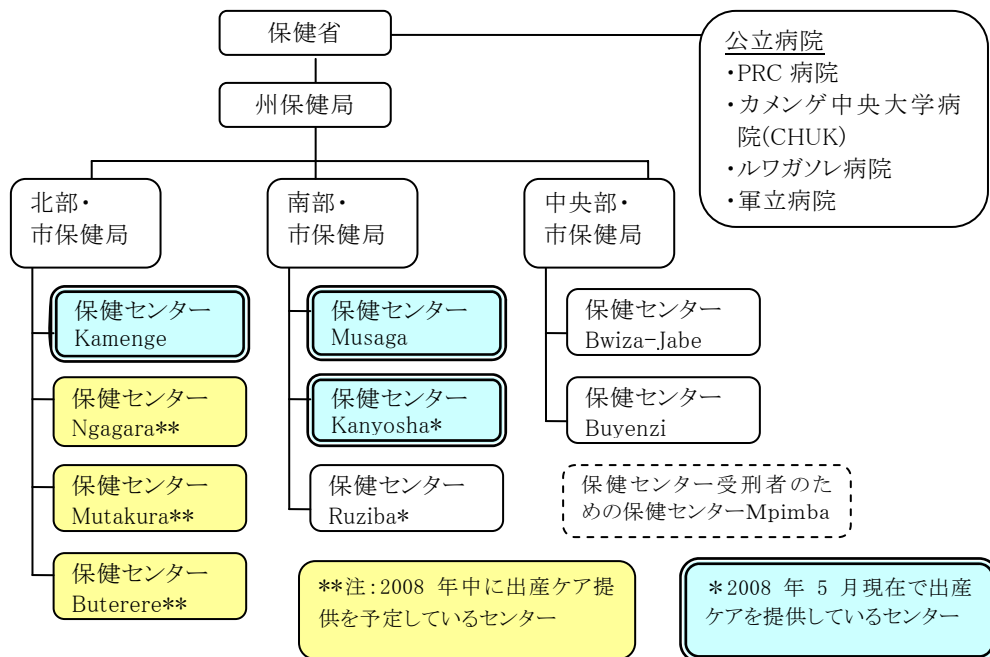 保健省
公立病院
・PRC 病院
・カメンゲ中央大学病
院(CHUK)
・ルワガソレ病院
・軍立病院
州保健局
北部・
市保健局
南部・
市保健局
中央部・
市保健局
保健センター
Kamenge
保健センター
Musaga
保健センター
Bwiza-Jabe
保健センター
Ngagara**
保健センター
Kanyosha*
保健センター
Buyenzi
保健センター
Mutakura**
保健センター
Ruziba*
保健センター受刑者のた
めの保健センターMpimba
保健センター
Buterere**
**注：2008 年中に出産ケア提
供を予定しているセンター
*2008 年 5 月現在で出産
ケアを提供しているセンター